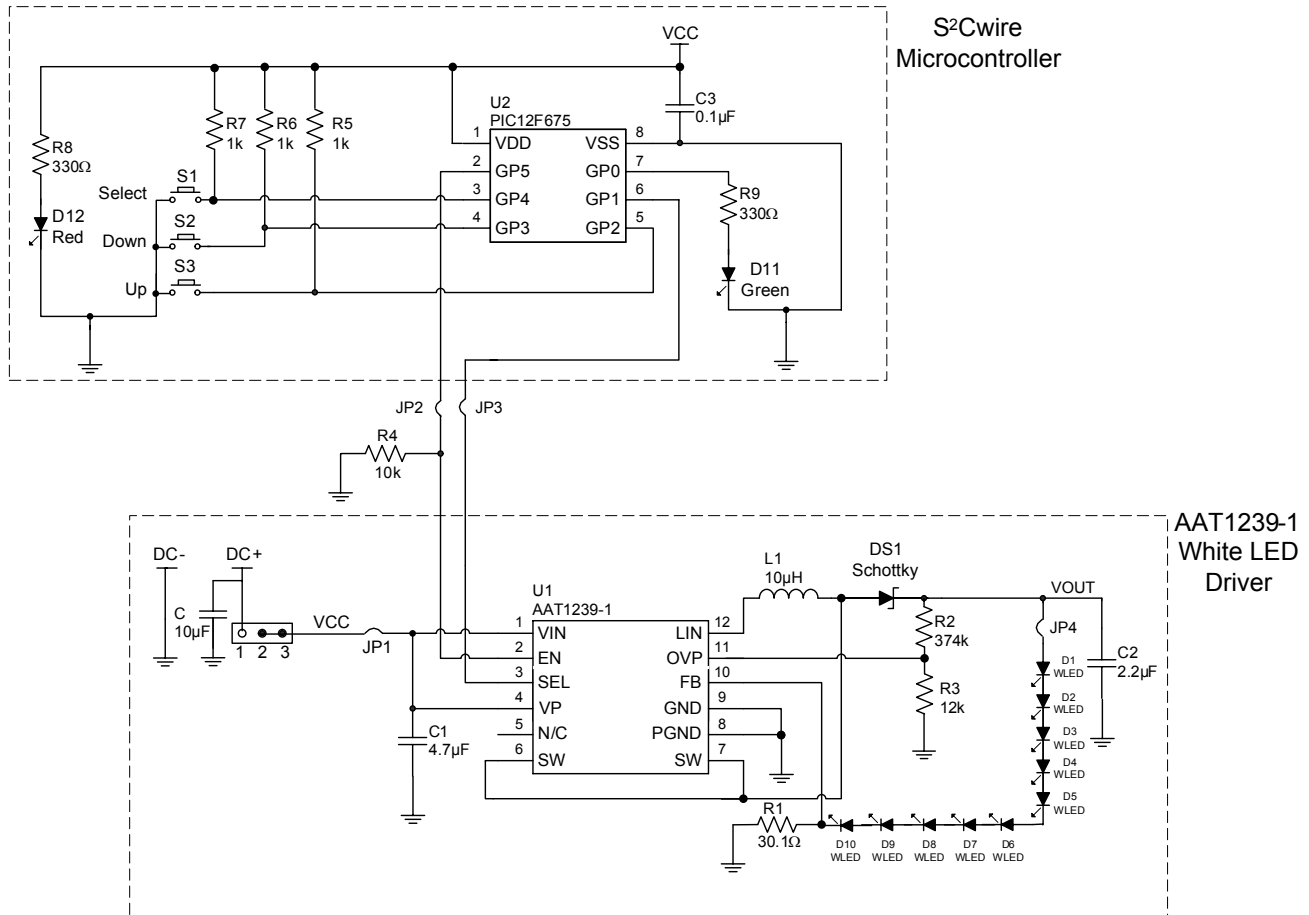 S²Cwire
Microcontroller
VCC
C3
0.1µF
U2
PIC12F675
R7
1k
R6
1k
R5
1k
R8
330Ω
1 VDD VSS 8
2 GP5 GP0 7
3 GP4 GP1 6
4 GP3 GP2 5
S1
Select
R9
330Ω
D12
Red
S2
Down
S3
Up
D11
Green
JP2
JP3
R4
10k
AAT1239-1
White LED
Driver
DC-
DC+
C
10µF
1 2 3
VCC
JP1
U1
AAT1239-1
L1
10µH
DS1
Schottky
VOUT
1 VIN LIN 12
2 EN OVP 11
3 SEL FB 10
4 VP GND 9
5 N/C PGND 8
6 SW SW 7
R2
374k
R3
12k
JP4
C2
2.2µF
C1
4.7µF
D1
WLED
D2
WLED
D3
WLED
D4
WLED
D5
WLED
R1
30.1Ω
D10
WLED
D9
WLED
D8
WLED
D7
WLED
D6
WLED